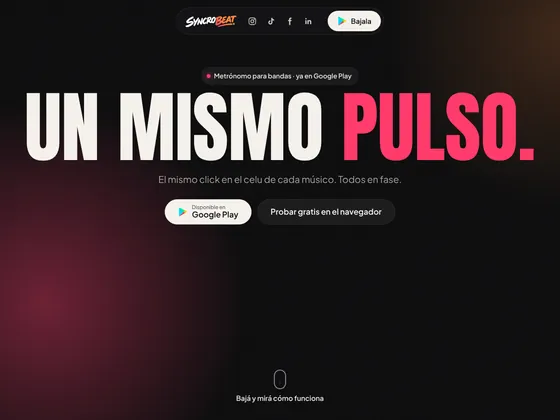 SYNCROBEAT
Bajala
Metrónomo para bandas · ya en Google Play
UN MISMO PULSO.
El mismo click en el celu de cada músico. Todos en fase.
Disponible en
Google Play
Probar gratis en el navegador
Bajá y mirá cómo funciona